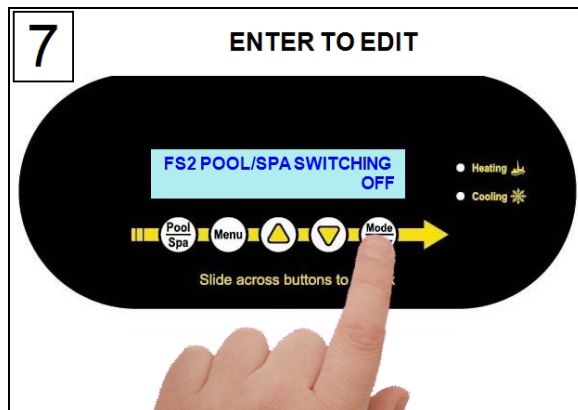 7
ENTER TO EDIT
FS2 POOL/SPA SWITCHING
OFF
Heating
Cooling
Pool
Spa
Menu
Mode
Slide across buttons to